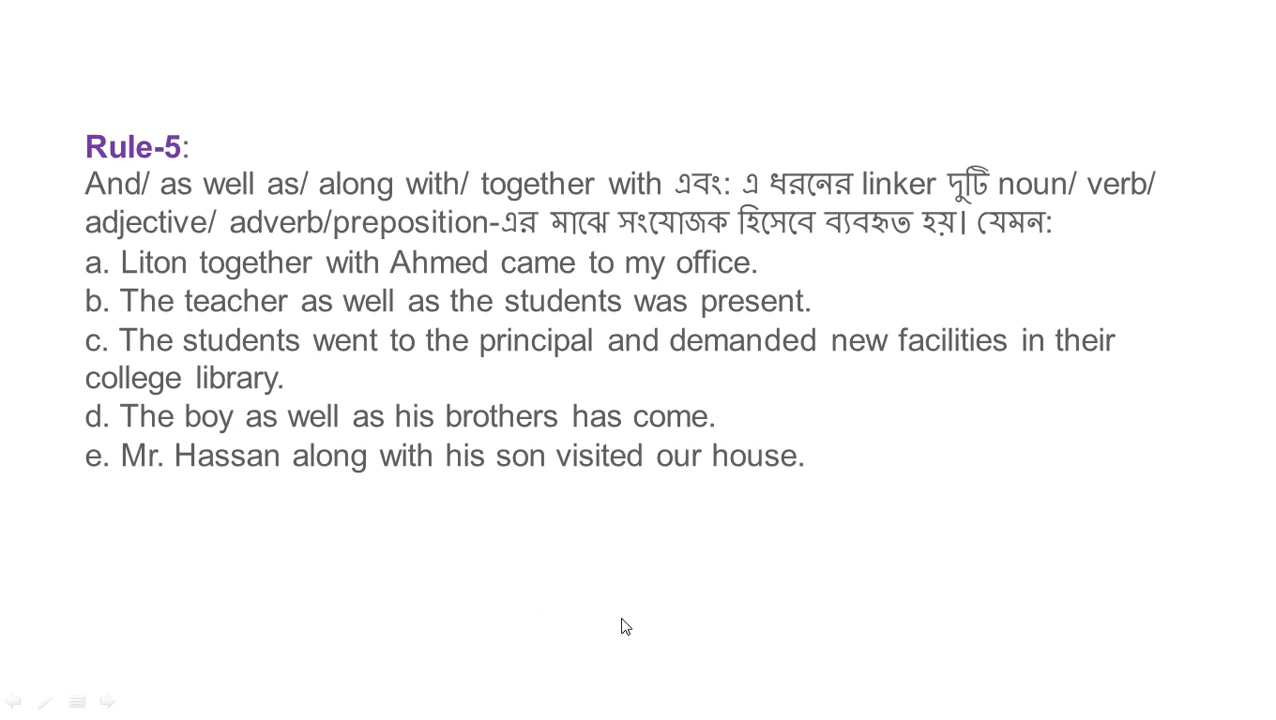 Rule-5:
And/ as well as/ along with/ together with এবং: এ ধরনের linker দুটি noun/ verb/
adjective/ adverb/preposition-এর মাঝে সংযোজক হিসেবে ব্যবহৃত হয়। যেমন:
a. Liton together with Ahmed came to my office.
b. The teacher as well as the students was present.
c. The students went to the principal and demanded new facilities in their
college library.
d. The boy as well as his brothers has come.
e. Mr. Hassan along with his son visited our house.